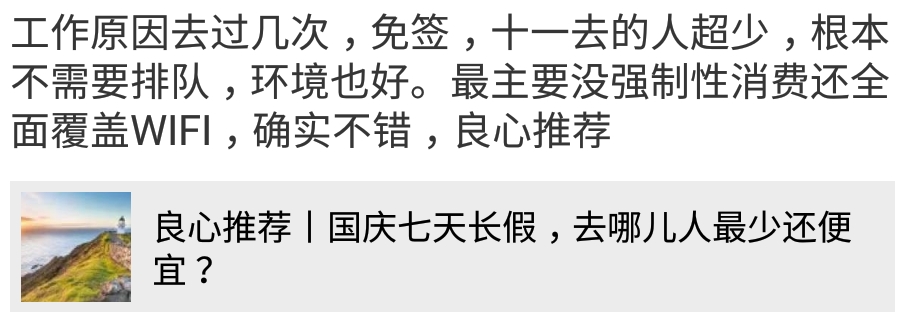 工作原因去过几次，免签，十一去的人超少，根本
不需要排队，环境也好。最主要没强制性消费还全
面覆盖WIFI，确实不错，良心推荐
良心推荐丨国庆七天长假，去哪儿人最少还便
宜？